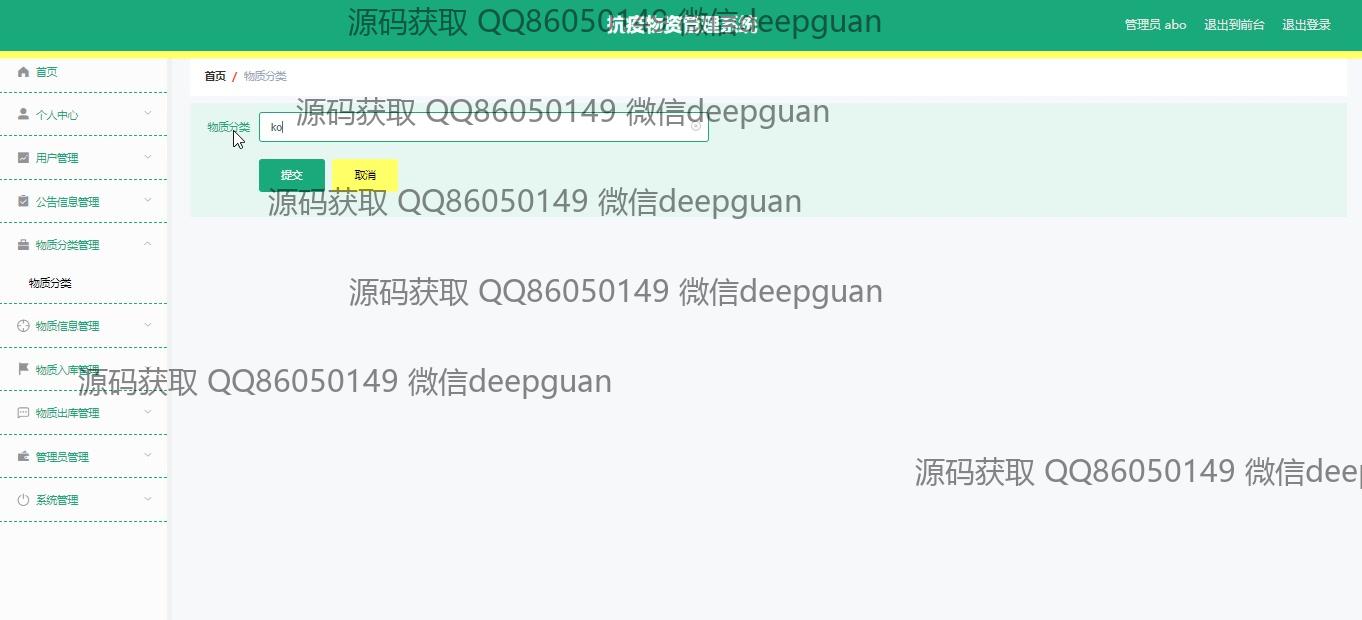 抗疫物资管理系统
管理员 abo 退出到前台 退出登录
源码获取 QQ86050149 微信deepguan
首页
个人中心
用户管理
公告信息管理
物质分类管理
物质分类
物质信息管理
物质入库管理
物质出库管理
管理员管理
系统管理
首页 / 物质分类
物质分类 ko
源码获取 QQ86050149 微信deepguan
提交 取消
源码获取 QQ86050149 微信deepguan
源码获取 QQ86050149 微信deepguan
源码获取 QQ86050149 微信deepguan
源码获取 QQ86050149 微信deep